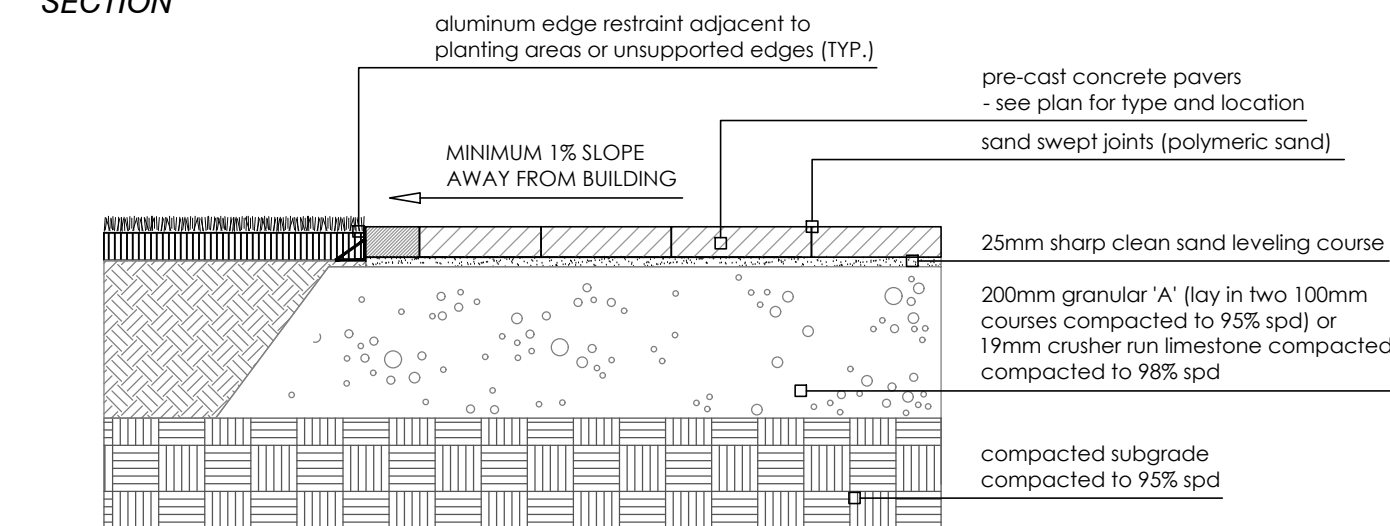 SECTION
aluminum edge restraint adjacent to
planting areas or unsupported edges (TYP.)
pre-cast concrete pavers
- see plan for type and location
sand swept joints (polymeric sand)
MINIMUM 1% SLOPE
AWAY FROM BUILDING
25mm sharp clean sand leveling course
200mm granular 'A' (lay in two 100mm
courses compacted to 95% spd) or
19mm crusher run limestone compacted
compacted to 98% spd
compacted subgrade
compacted to 95% spd